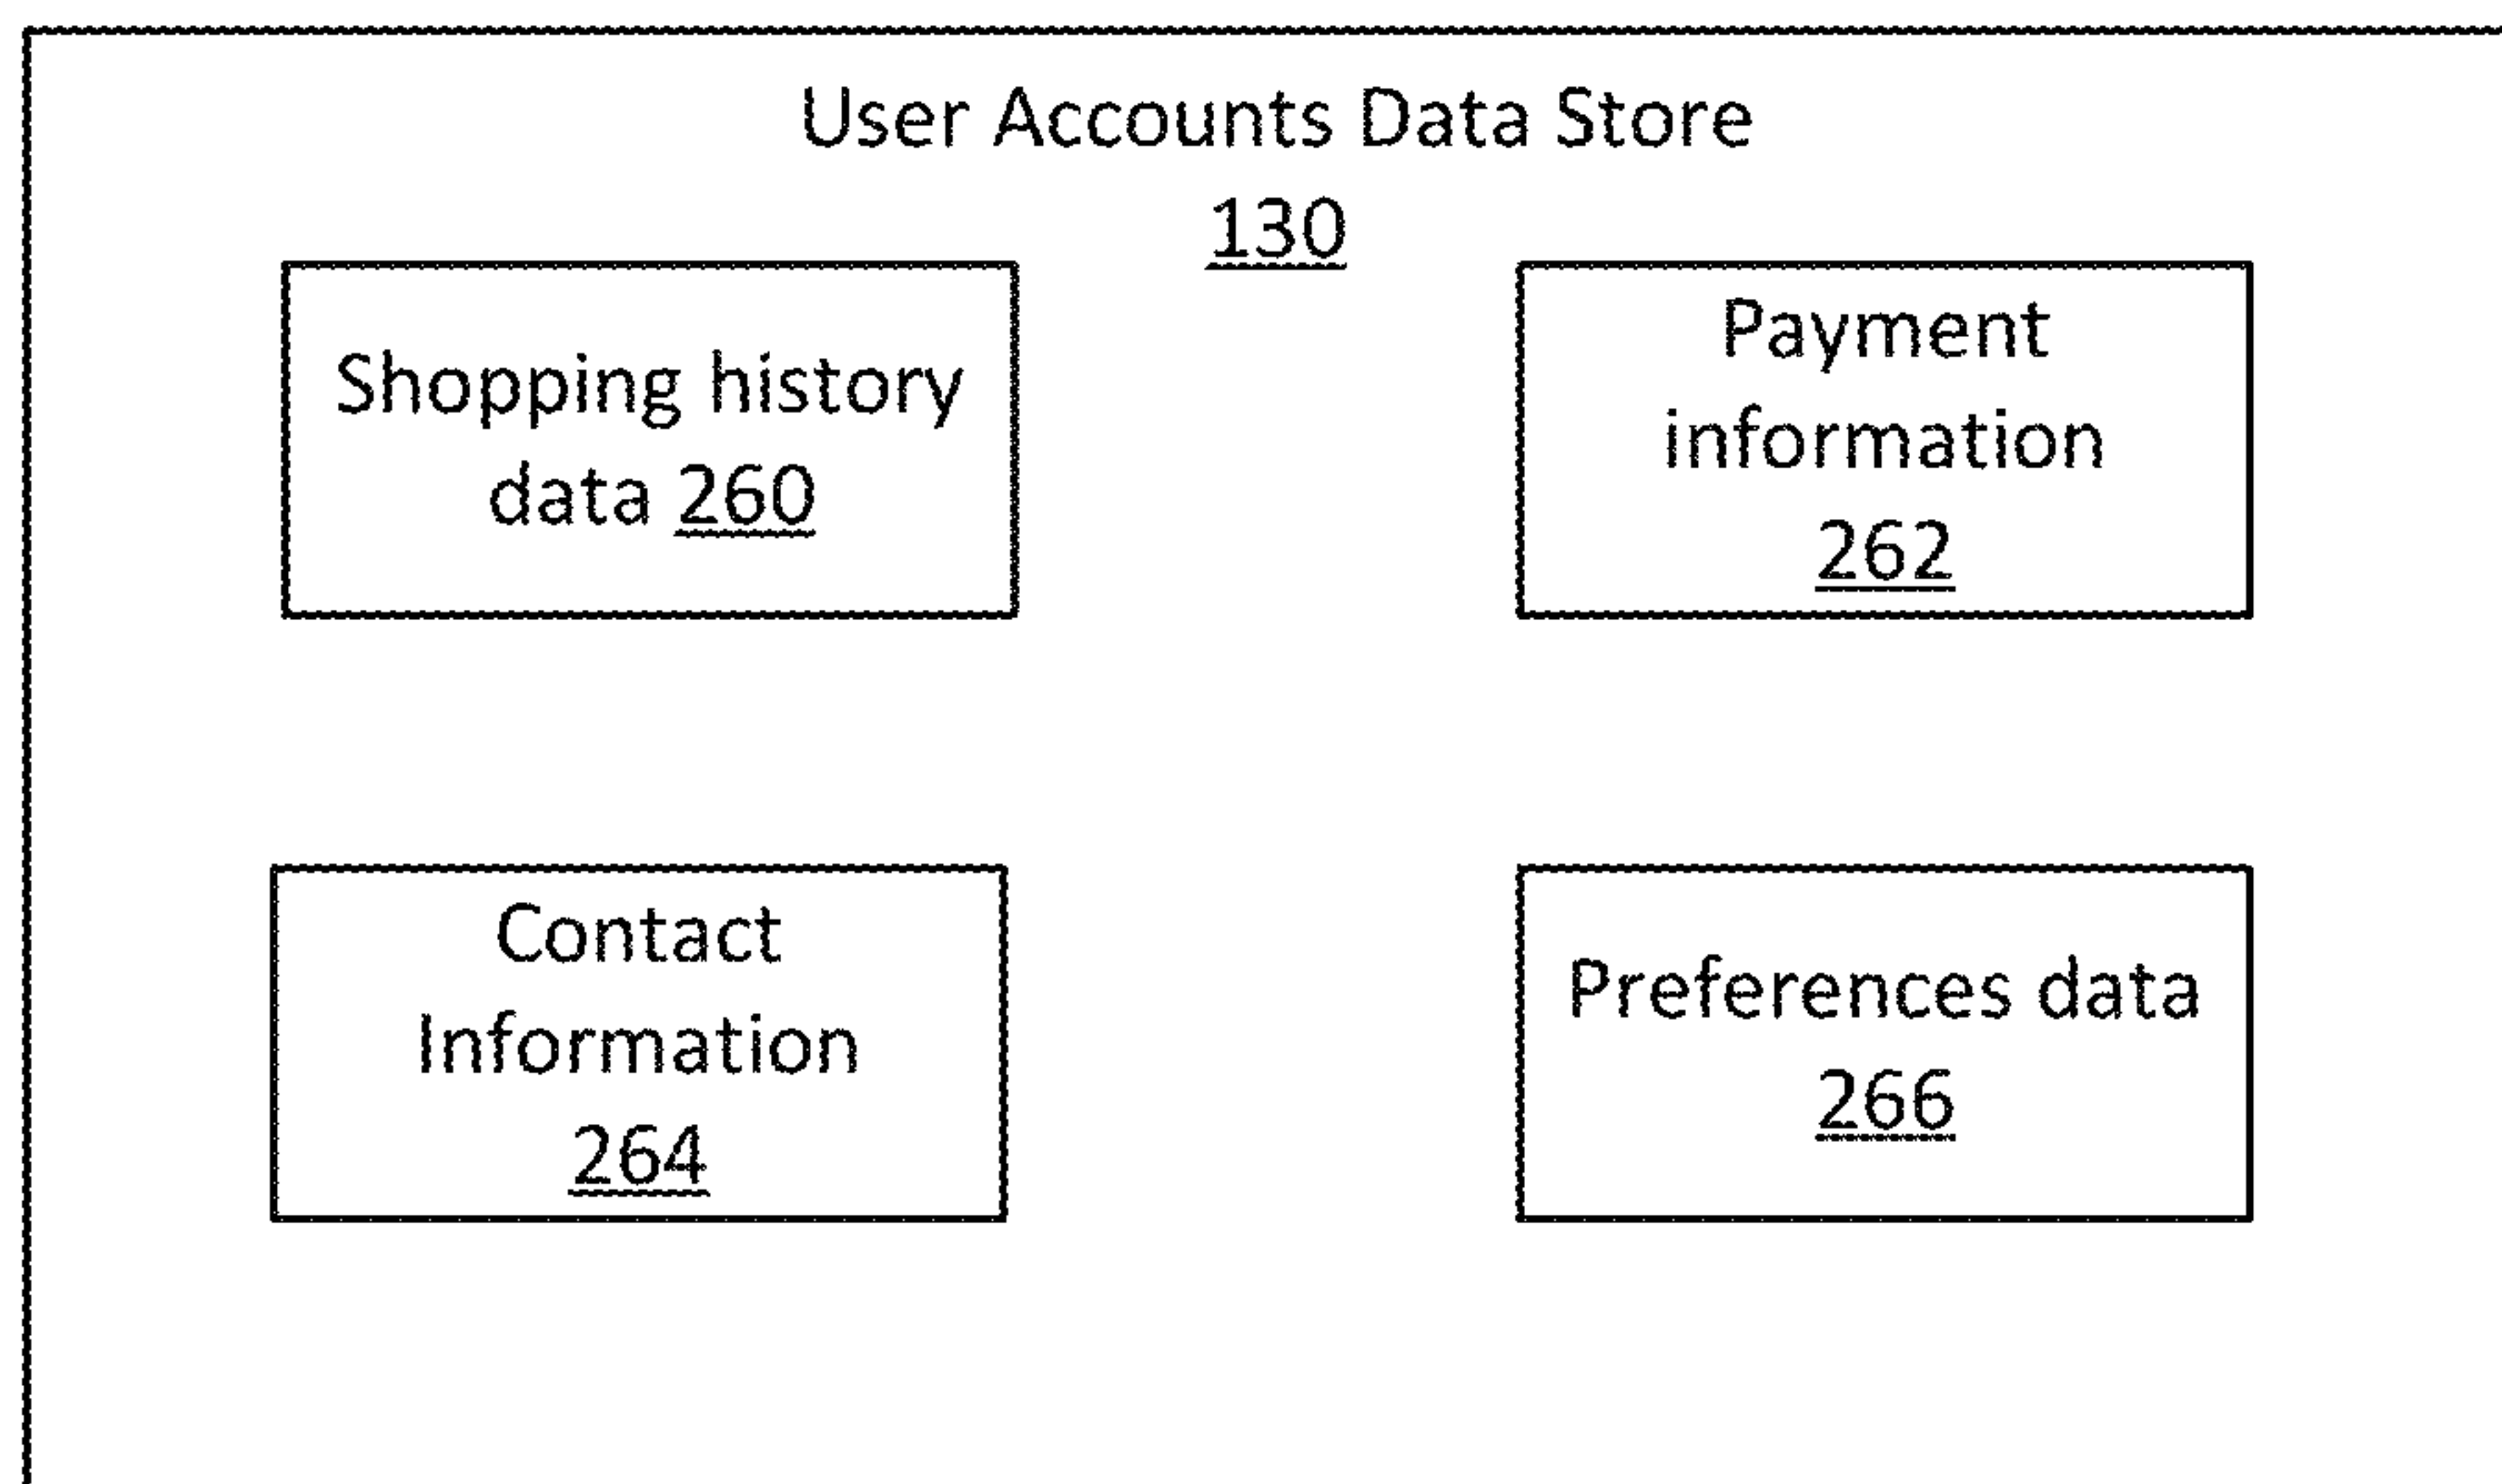 User Accounts Data Store
130
Shopping history
data 260
Payment
information
262
Contact
Information
264
Preferences data
266